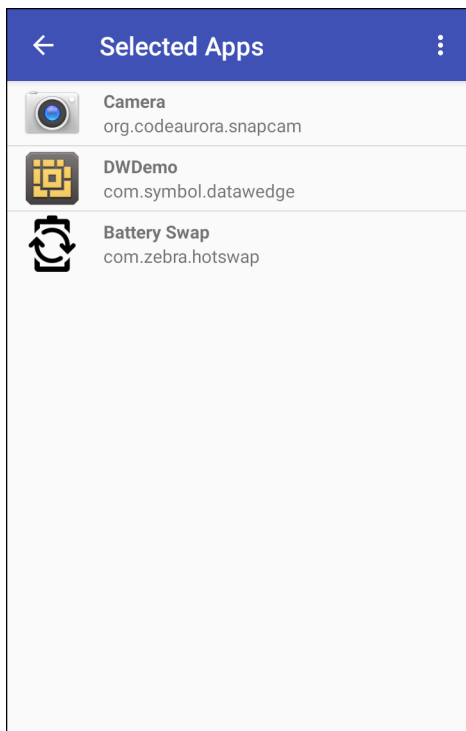 Selected Apps
Camera
org.codeaurora.snapcam
DWDemo
com.symbol.datawedge
Battery Swap
com.zebra.hotswap